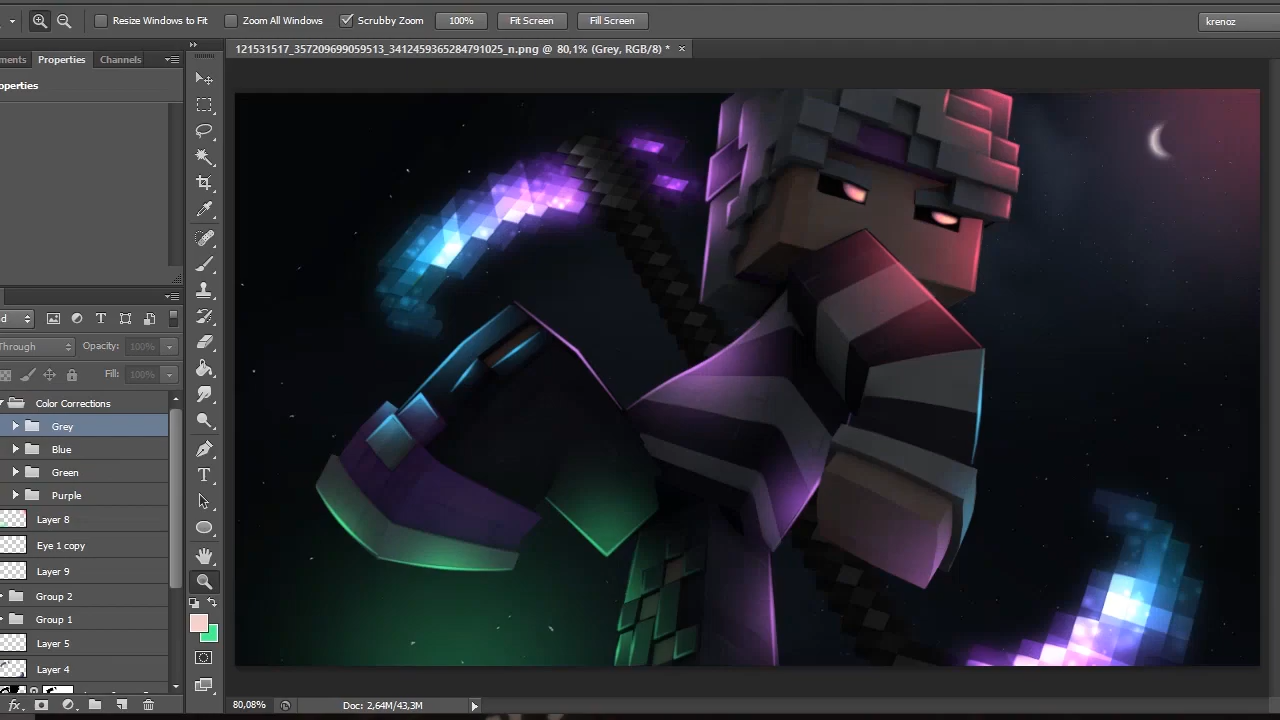 Resize Windows to Fit Zoom All Windows Scrubby Zoom 100% Fit Screen Fill Screen krenoz
Properties Channels
121531517_357209699059513_3412459365284791025_n.png @ 80,1% (Grey, RGB/8) * ×
T
Through Opacity: 100%
Fill: 100%
Color Corrections
Grey
Blue
Green
Purple
Layer 8
Eye 1 copy
Layer 9
Group 2
Group 1
Layer 5
Layer 4
T
fx
80,08% Doc: 2,64M/43,3M